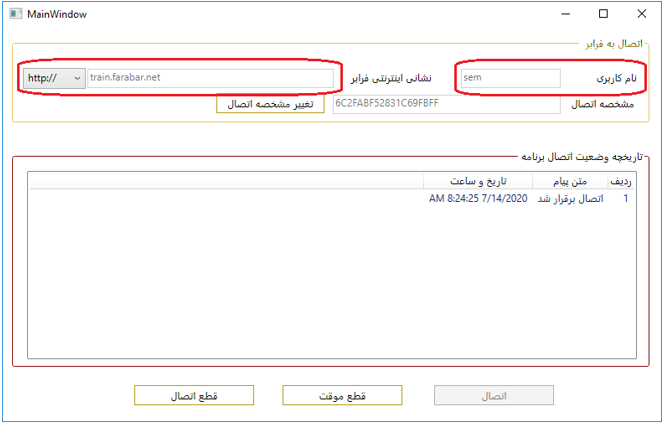 MainWindow
اتصال به فرابر
نام کاربری sem نشانی اینترنتی فرابر train.farabar.net http://
مشخصه اتصال 6C2FABF52831C69FBFF تغییر مشخصه اتصال
تاریخچه وضعیت اتصال برنامه
ردیف متن پیام تاریخ و ساعت
1 اتصال برقرار شد 7/14/2020 8:24:25 AM
اتصال قطع موقت قطع اتصال